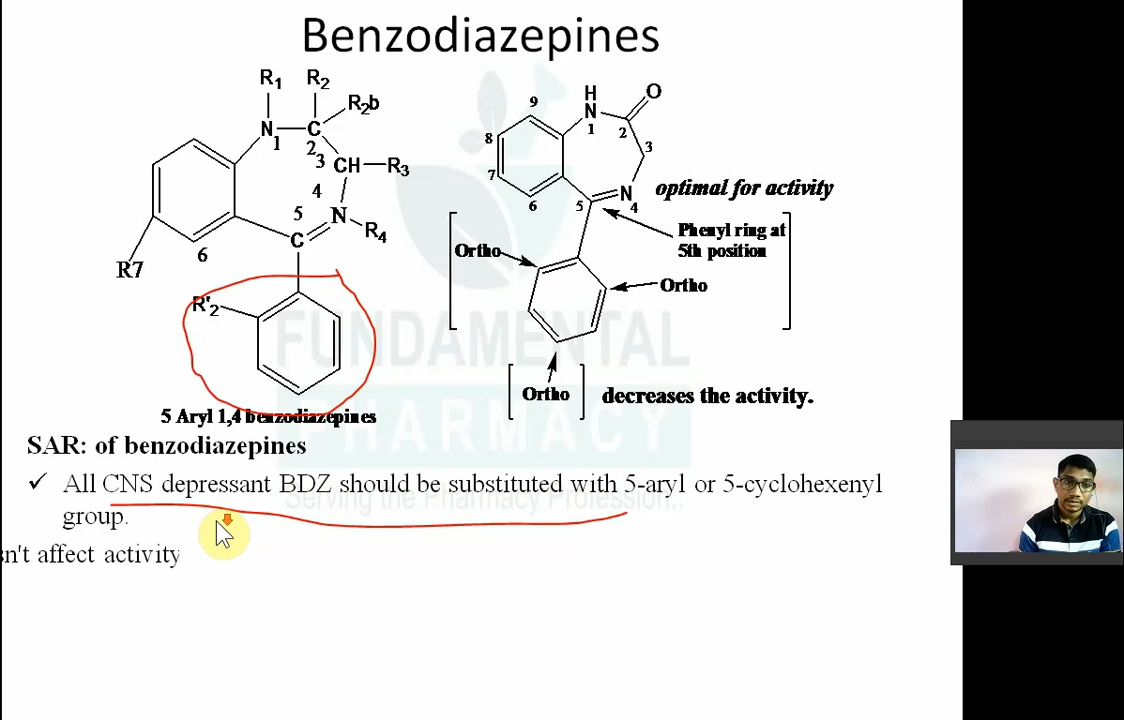 Benzodiazepines
R1 R2
R2b
N C
1 2
3 CH R3
4
5 N
C R4
6
R7
R'2
5 Aryl 1,4 benzodiazepines
H
N O
9 1 2
8 3
7 N
6 5 4
optimal for activity
Phenyl ring at
5th position
Ortho
Ortho
Ortho
decreases the activity.
FUNDAMENTAL
PHARMACY
Serving the Pharmacy Profession..
SAR: of benzodiazepines
✓ All CNS depressant BDZ should be substituted with 5-aryl or 5-cyclohexenyl
group.
sn't affect activity